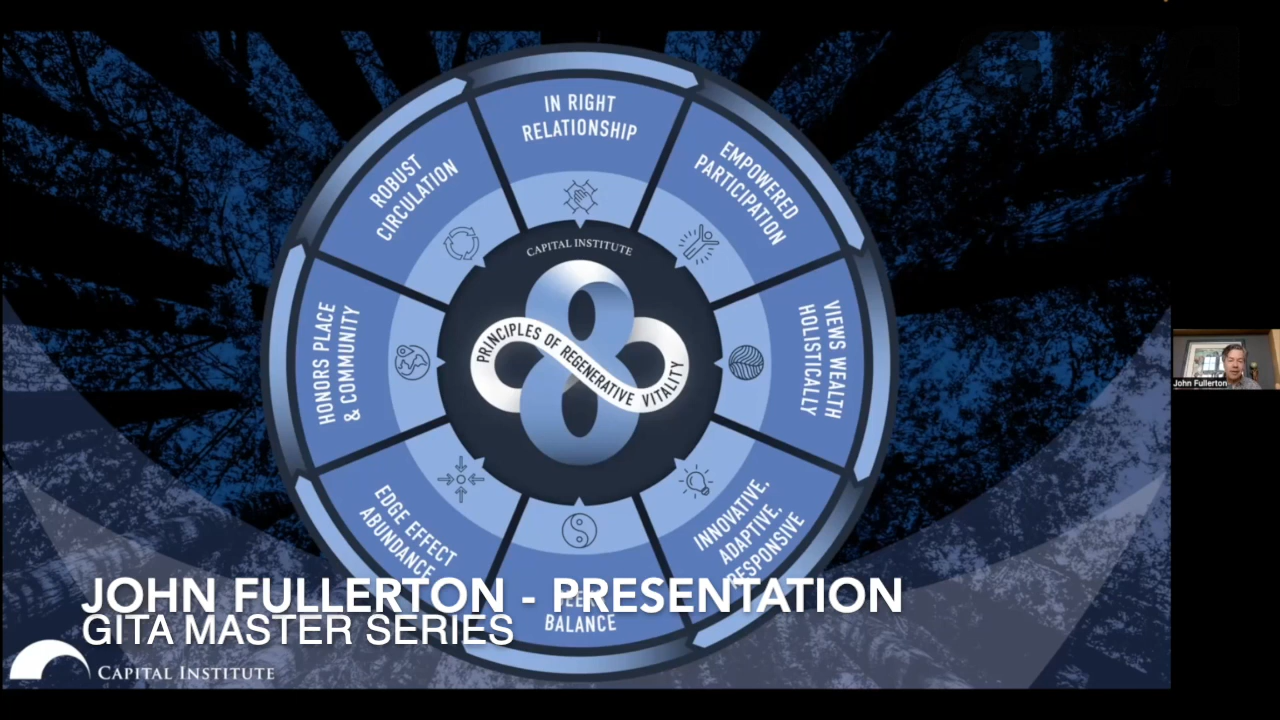 IN RIGHT
RELATIONSHIP
EMPOWERED
PARTICIPATION
VIEWS WEALTH
HOLISTICALLY
INNOVATIVE,
ADAPTIVE,
RESPONSIVE
BALANCE
EDGE EFFECT
ABUNDANCE
HONORS PLACE
& COMMUNITY
ROBUST
CIRCULATION
CAPITAL INSTITUTE
PRINCIPLES OF REGENERATIVE VITALITY
8
John Fullerton
JOHN FULLERTON - PRESENTATION
GITA MASTER SERIES
CAPITAL INSTITUTE